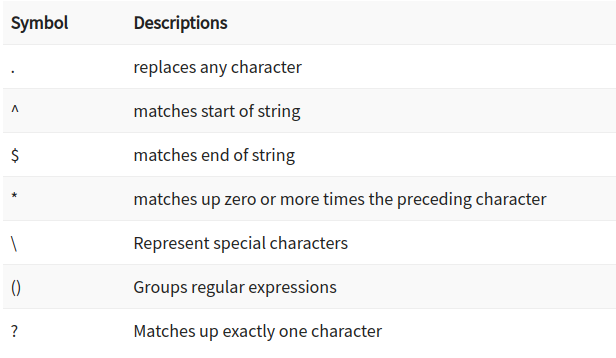 Symbol Descriptions
. replaces any character
^ matches start of string
$ matches end of string
* matches up zero or more times the preceding character
\ Represent special characters
() Groups regular expressions
? Matches up exactly one character